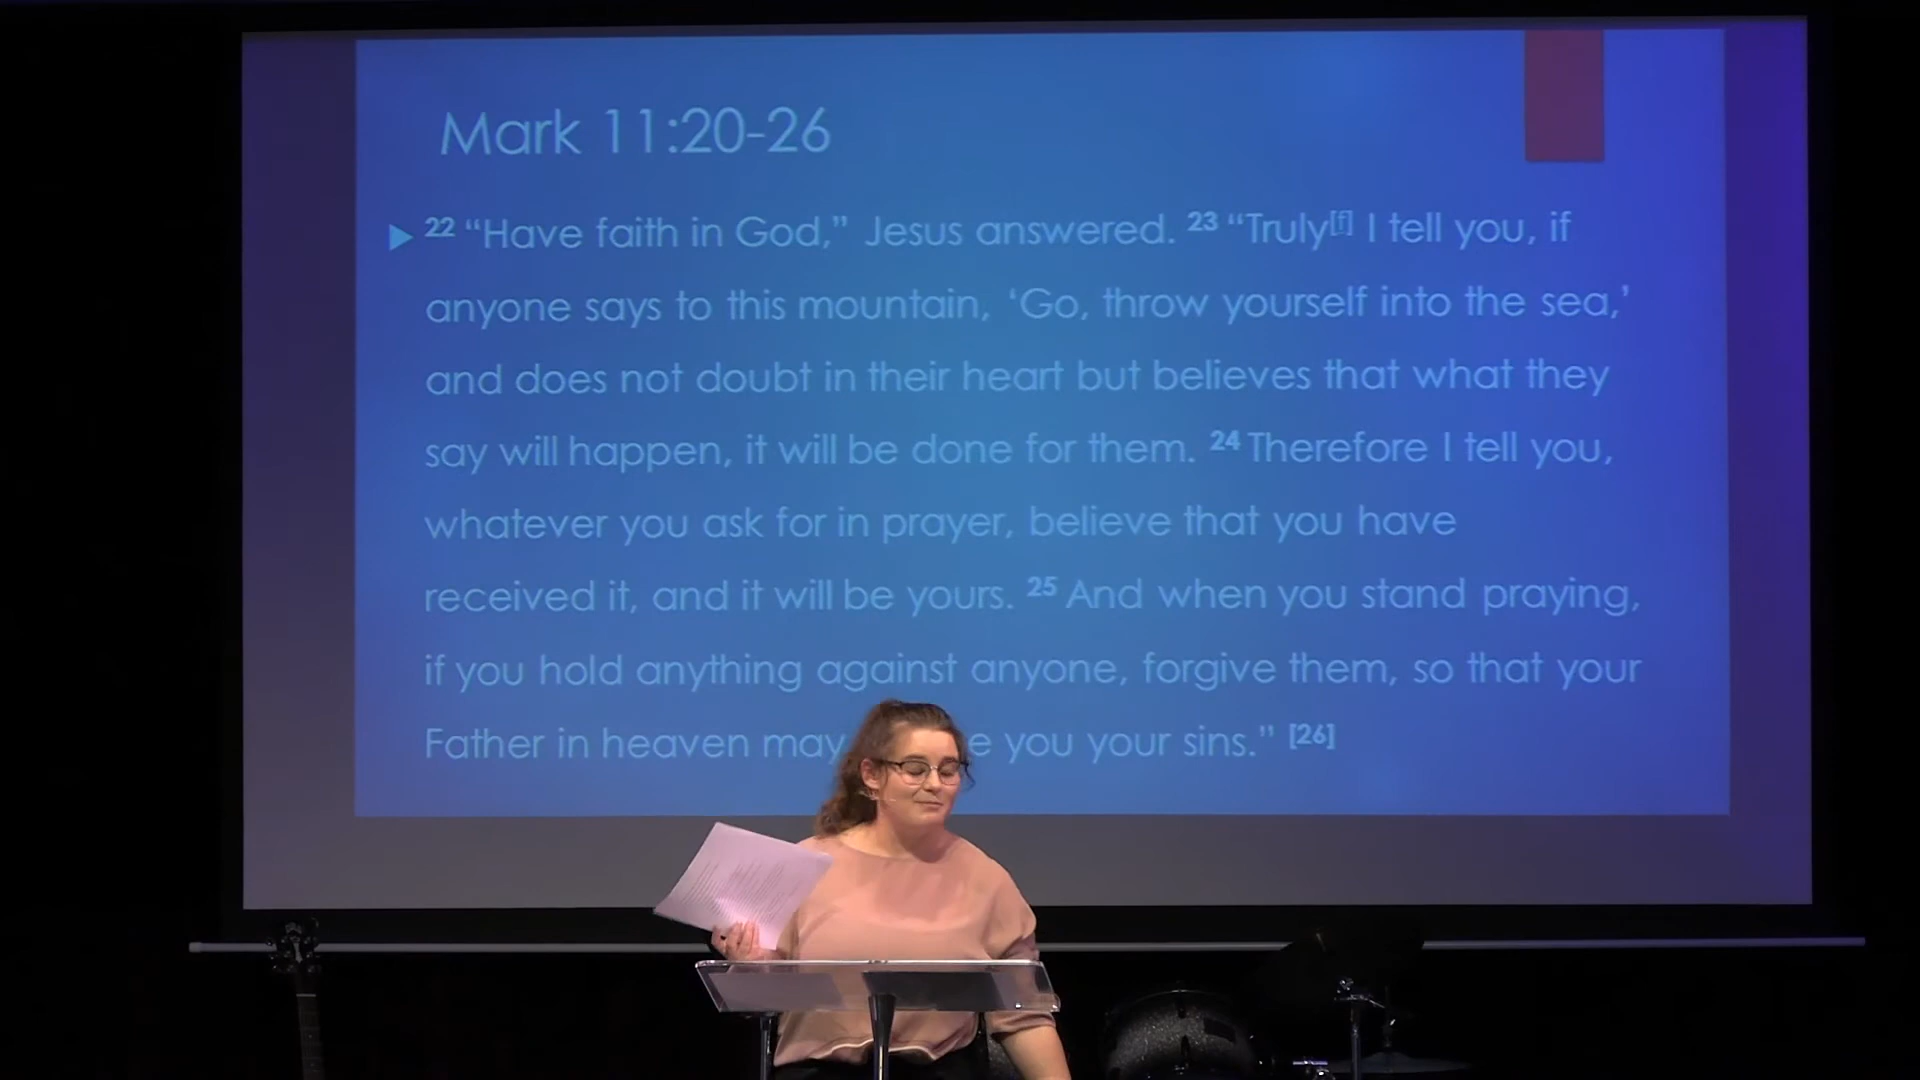 Mark 11:20-26
22 “Have faith in God,” Jesus answered. 23 “Truly[f] I tell you, if
anyone says to this mountain, ‘Go, throw yourself into the sea,’
and does not doubt in their heart but believes that what they
say will happen, it will be done for them. 24 Therefore I tell you,
whatever you ask for in prayer, believe that you have
received it, and it will be yours. 25 And when you stand praying,
if you hold anything against anyone, forgive them, so that your
Father in heaven may you your sins.” [26]